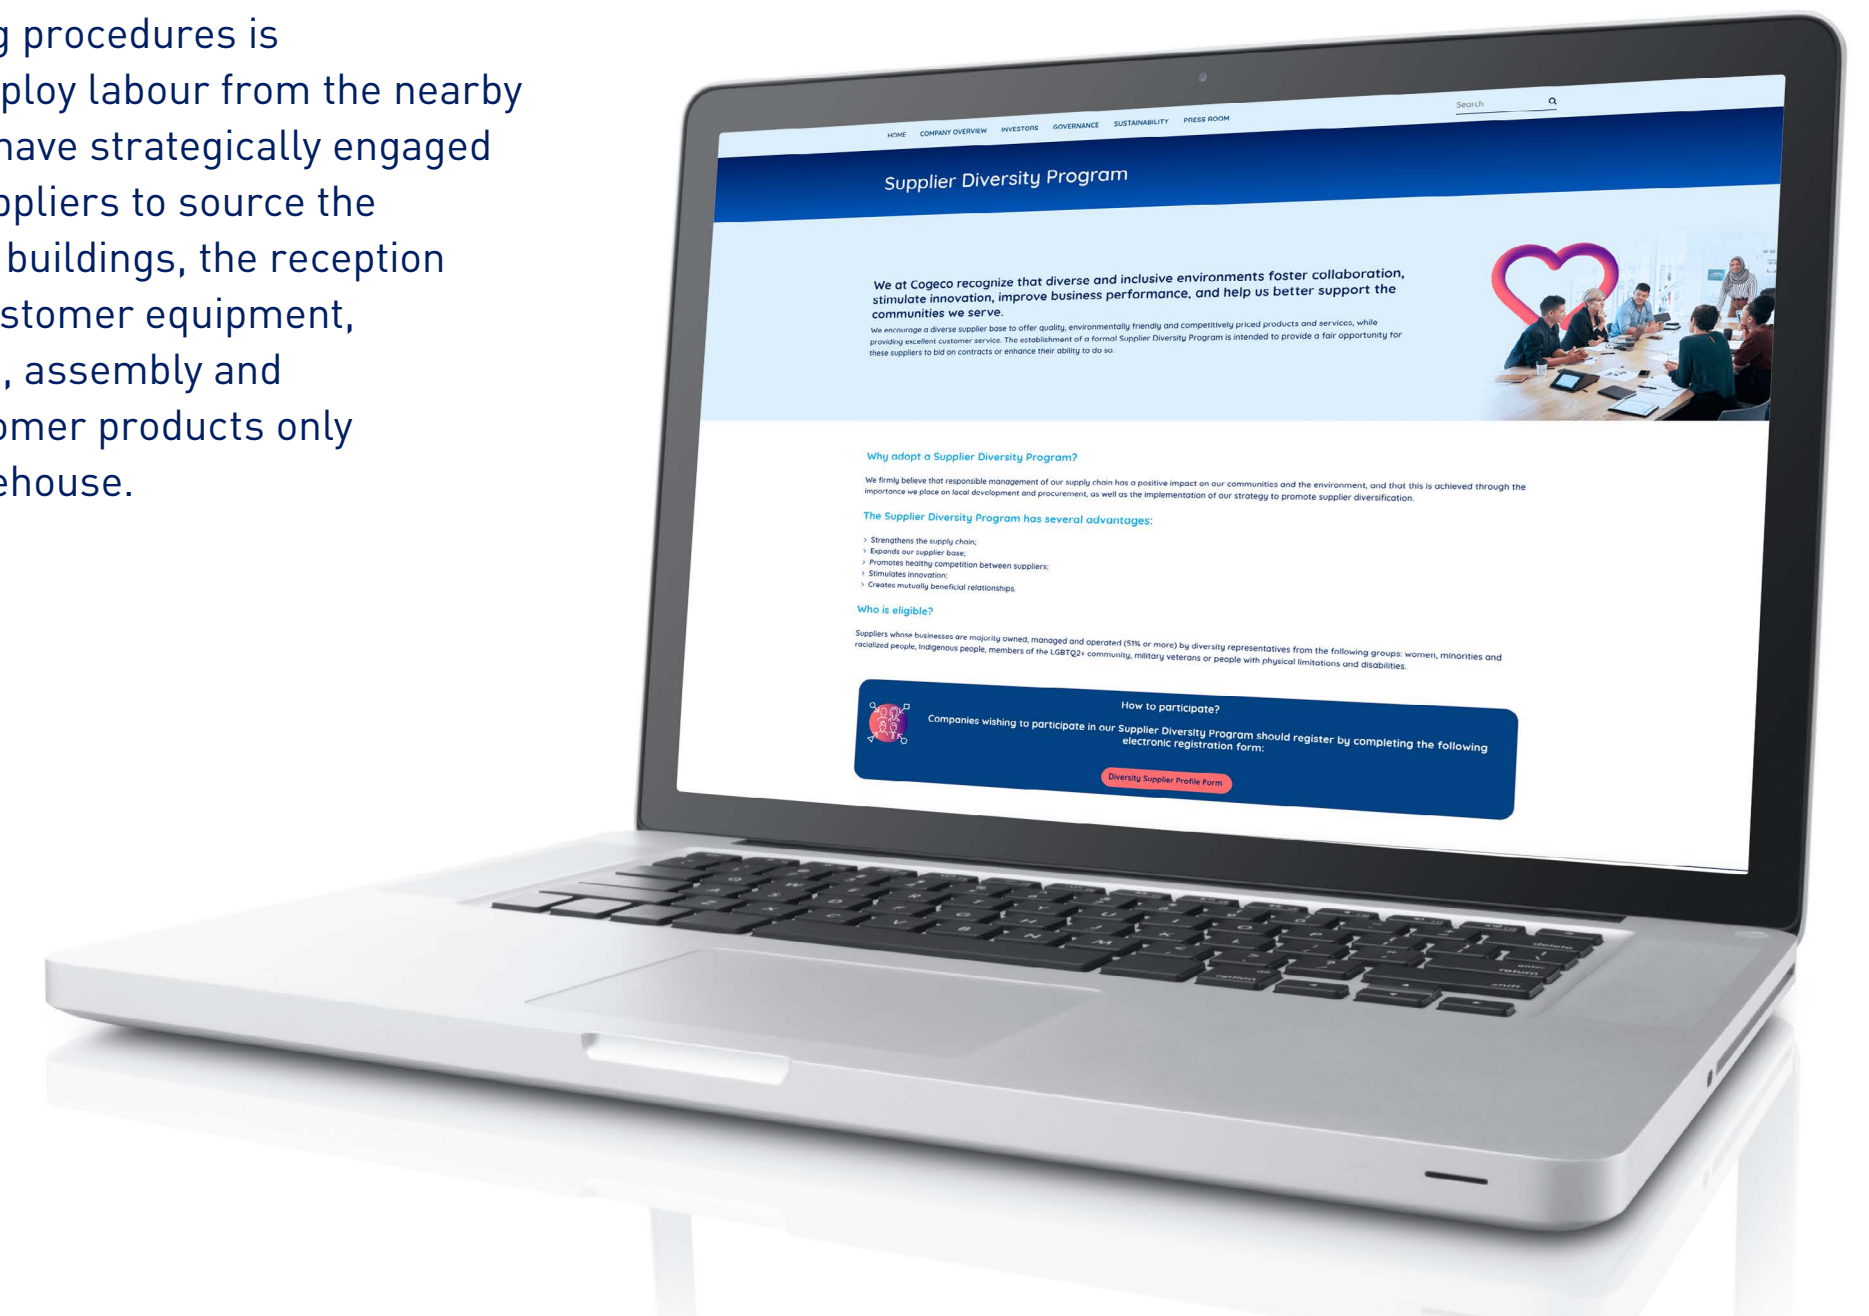 g procedures is
ploy labour from the nearby
have strategically engaged
ppliers to source the
buildings, the reception
stomer equipment,
, assembly and
omer products only
ehouse.
HOME COMPANY OVERVIEW INVESTORS GOVERNANCE SUSTAINABILITY PRESS ROOM
Search
Supplier Diversity Program
We at Cogeco recognize that diverse and inclusive environments foster collaboration,
stimulate innovation, improve business performance, and help us better support the
communities we serve.
We encourage a diverse supplier base to offer quality, environmentally friendly and competitively priced products and services, while
providing excellent customer service. The establishment of a formal Supplier Diversity Program is intended to provide a fair opportunity for
these suppliers to bid on contracts or enhance their ability to do so.
Why adopt a Supplier Diversity Program?
We firmly believe that responsible management of our supply chain has a positive impact on our communities and the environment, and that this is achieved through the
importance we place on local development and procurement, as well as the implementation of our strategy to promote supplier diversification.
The Supplier Diversity Program has several advantages:
> Strengthens the supply chain;
> Expands our supplier base;
> Promotes healthy competition between suppliers;
> Stimulates innovation;
> Creates mutually beneficial relationships.
Who is eligible?
Suppliers whose businesses are majority owned, managed and operated (51% or more) by diversity representatives from the following groups: women, minorities and
racialized people, Indigenous people, members of the LGBTQ2+ community, military veterans or people with physical limitations and disabilities.
How to participate?
Companies wishing to participate in our Supplier Diversity Program should register by completing the following
electronic registration form:
Diversity Supplier Profile Form
delete
enter
return
shift
option